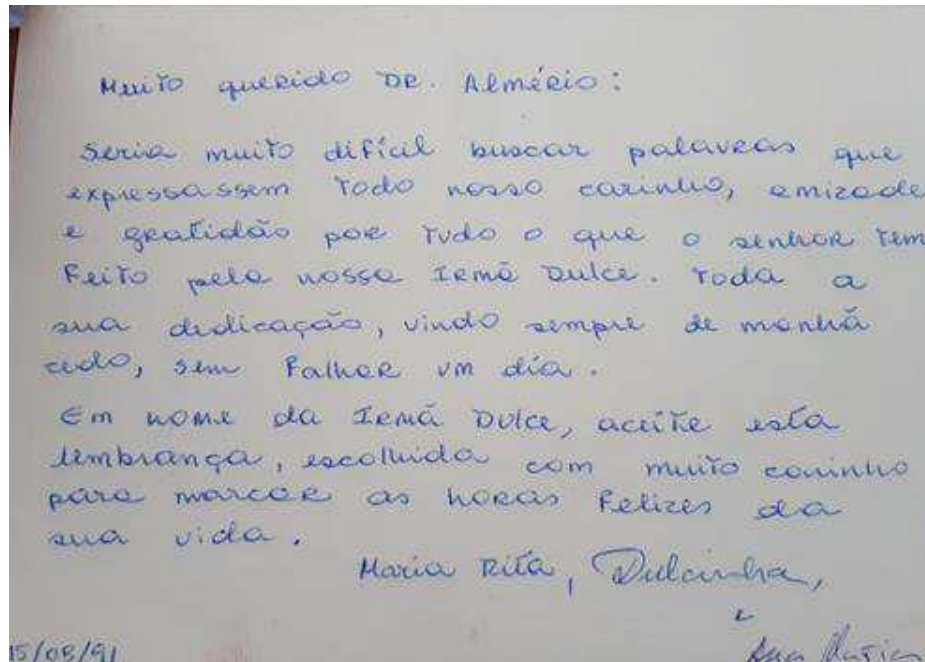 Muito querido DR. Almério:
Seria muito difícil buscar palavras que
expressassem todo nosso carinho, amizade
e gratidão por tudo o que o senhor tem
feito pela nossa Irmã Dulce. Toda a
sua dedicação, vindo sempre de manhã
cedo, sem falhar um dia.
Em nome da Irmã Dulce, aceite esta
lembrança, escolhida com muito carinho
para marcar as horas felizes da
sua vida.
Maria Rita, Dulcinha,
e
15/08/91 Ana Maria